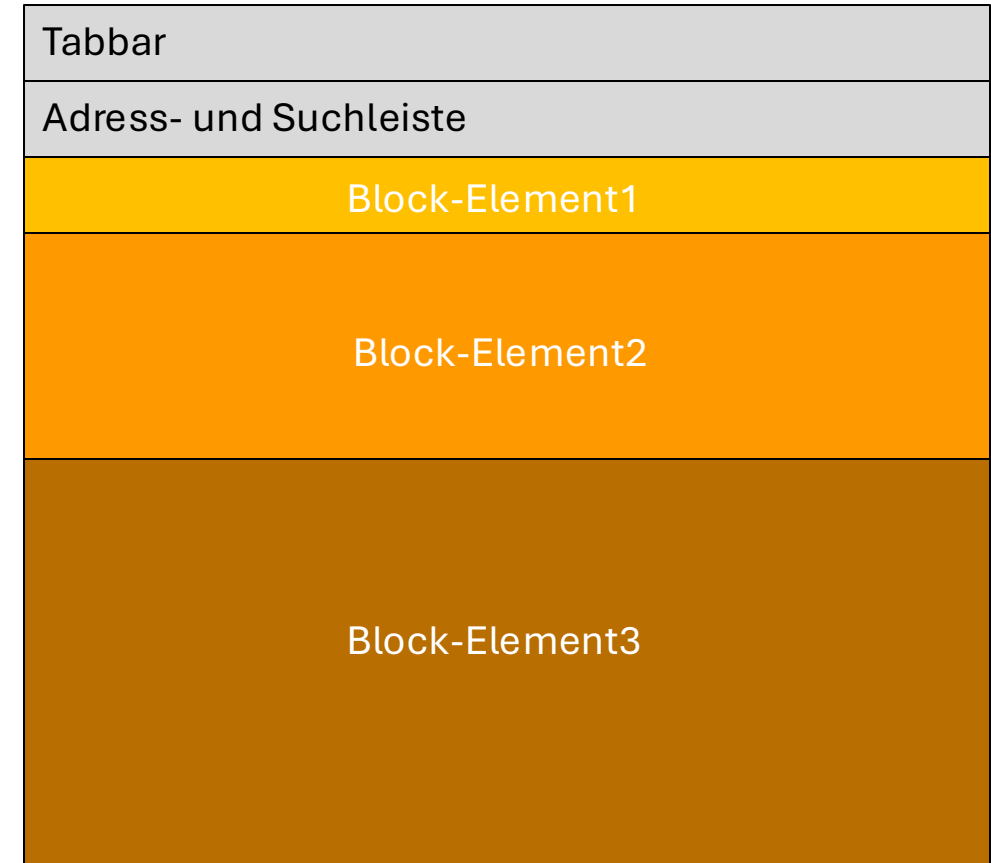 Tabbar
Adress- und Suchleiste
Block-Element1
Block-Element2
Block-Element3